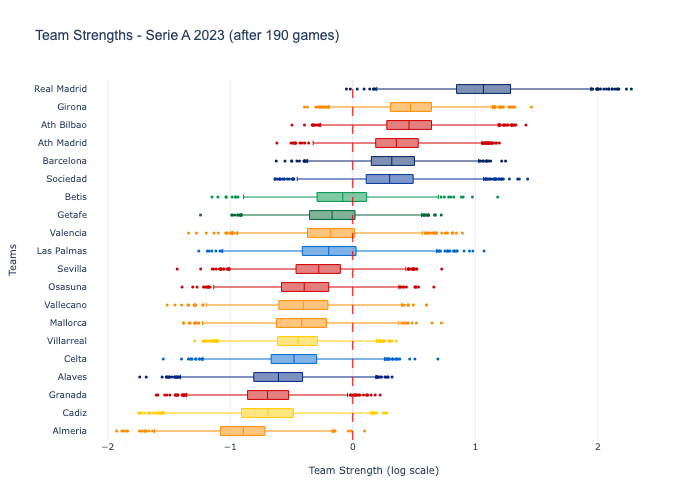 Team Strengths - Serie A 2023 (after 190 games)
Real Madrid
Girona
Ath Bilbao
Ath Madrid
Barcelona
Sociedad
Betis
Getafe
Valencia
Las Palmas
Sevilla
Osasuna
Vallecano
Mallorca
Villarreal
Celta
Alaves
Granada
Cadiz
Almeria
Teams
−2 −1 0 1 2
Team Strength (log scale)